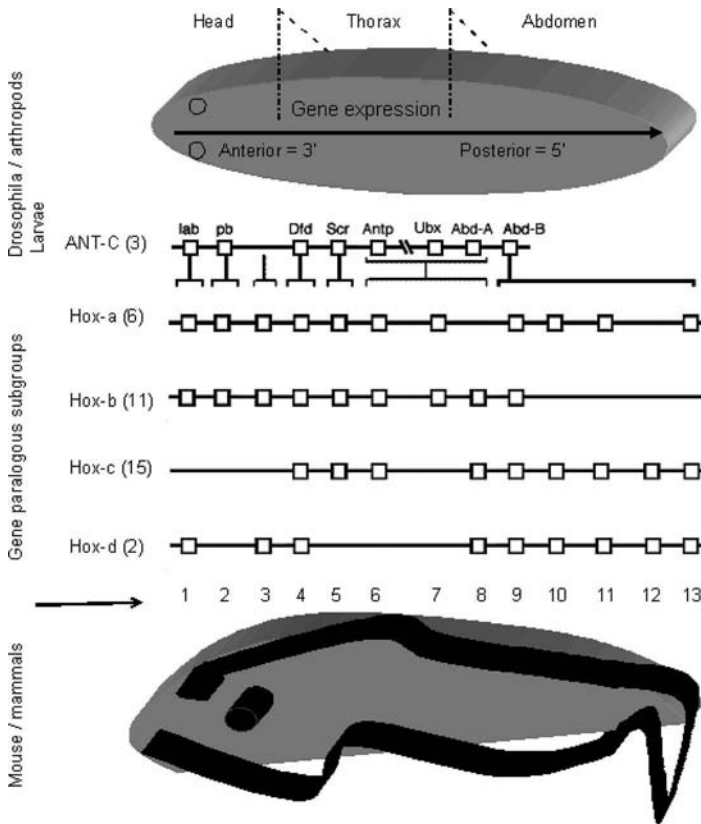 Head Thorax Abdomen
Gene expression
Anterior = 3' Posterior = 5'
Drosophila / arthropods
Larvae
lab pb Dfd Scr Antp Ubx Abd-A Abd-B
ANT-C (3)
Hox-a (6)
Hox-b (11)
Hox-c (15)
Hox-d (2)
Gene paralogous subgroups
1 2 3 4 5 6 7 8 9 10 11 12 13
Mouse / mammals